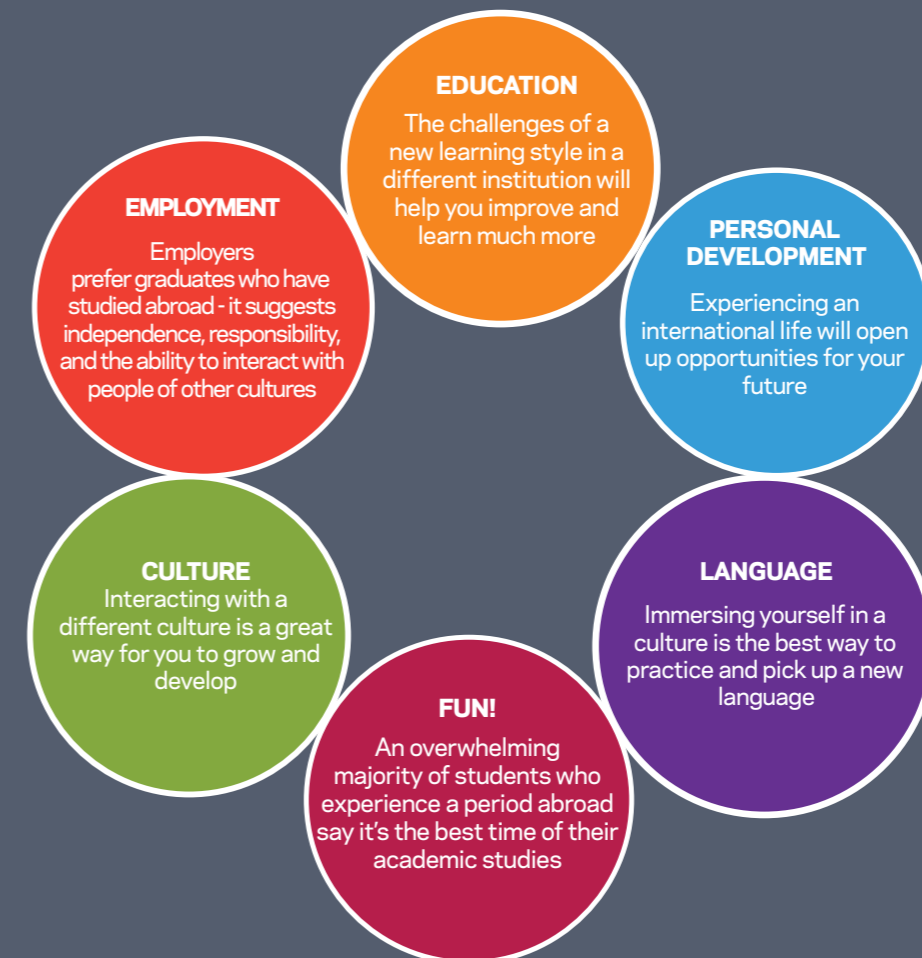 EDUCATION
The challenges of a
new learning style in a
different institution will
help you improve and
learn much more
EMPLOYMENT
Employers
prefer graduates who have
studied abroad - it suggests
independence, responsibility,
and the ability to interact with
people of other cultures
PERSONAL
DEVELOPMENT
Experiencing an
international life will open
up opportunities for your
future
CULTURE
Interacting with a
different culture is a great
way for you to grow and
develop
LANGUAGE
Immersing yourself in a
culture is the best way to
practice and pick up a new
language
FUN!
An overwhelming
majority of students who
experience a period abroad
say it's the best time of their
academic studies